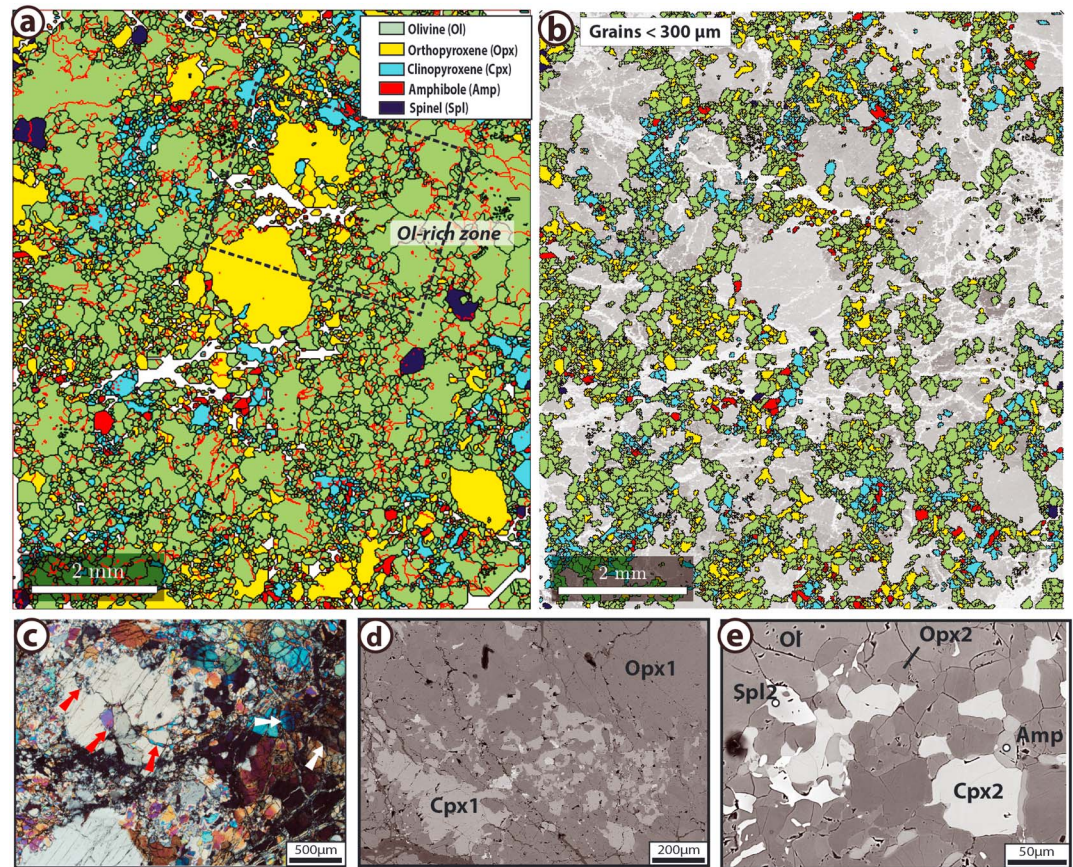 a
Olivine (Ol)
Orthopyroxene (Opx)
Clinopyroxene (Cpx)
Amphibole (Amp)
Spinel (Spl)
Ol-rich zone
2 mm
b
Grains < 300 µm
2 mm
c
500µm
d
Opx1
Cpx1
200µm
e
Ol
Opx2
Spl2
Amp
Cpx2
50µm